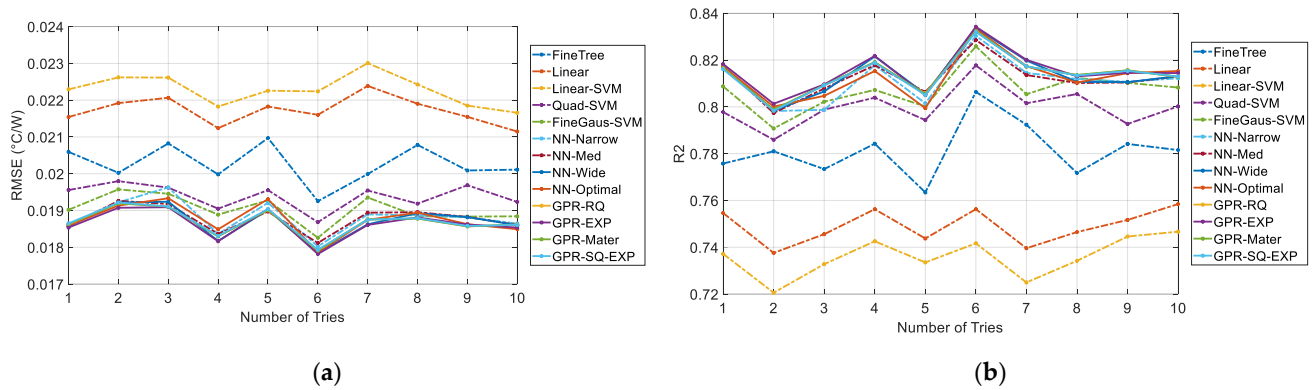 0.024
0.023
0.022
0.021
0.02
0.019
0.018
0.017
RMSE (°C/W)
1 2 3 4 5 6 7 8 9 10
Number of Tries
FineTree
Linear
Linear-SVM
Quad-SVM
FineGaus-SVM
NN-Narrow
NN-Med
NN-Wide
NN-Optimal
GPR-RQ
GPR-EXP
GPR-Mater
GPR-SQ-EXP
(a)
0.84
0.82
0.8
0.78
0.76
0.74
0.72
R2
1 2 3 4 5 6 7 8 9 10
Number of Tries
FineTree
Linear
Linear-SVM
Quad-SVM
FineGaus-SVM
NN-Narrow
NN-Med
NN-Wide
NN-Optimal
GPR-RQ
GPR-EXP
GPR-Mater
GPR-SQ-EXP
(b)